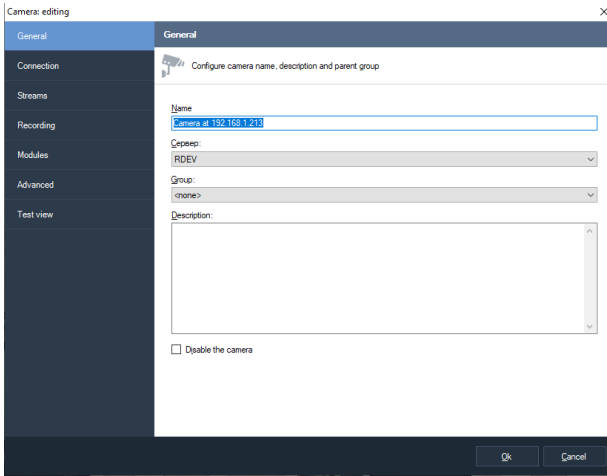 Camera: editing
General
Connection
Streams
Recording
Modules
Advanced
Test view
General
Configure camera name, description and parent group
Name
Camera at 192.168.1.213
Сервер:
RDEV
Group:
<none>
Description:
Disable the camera
Ok
Cancel